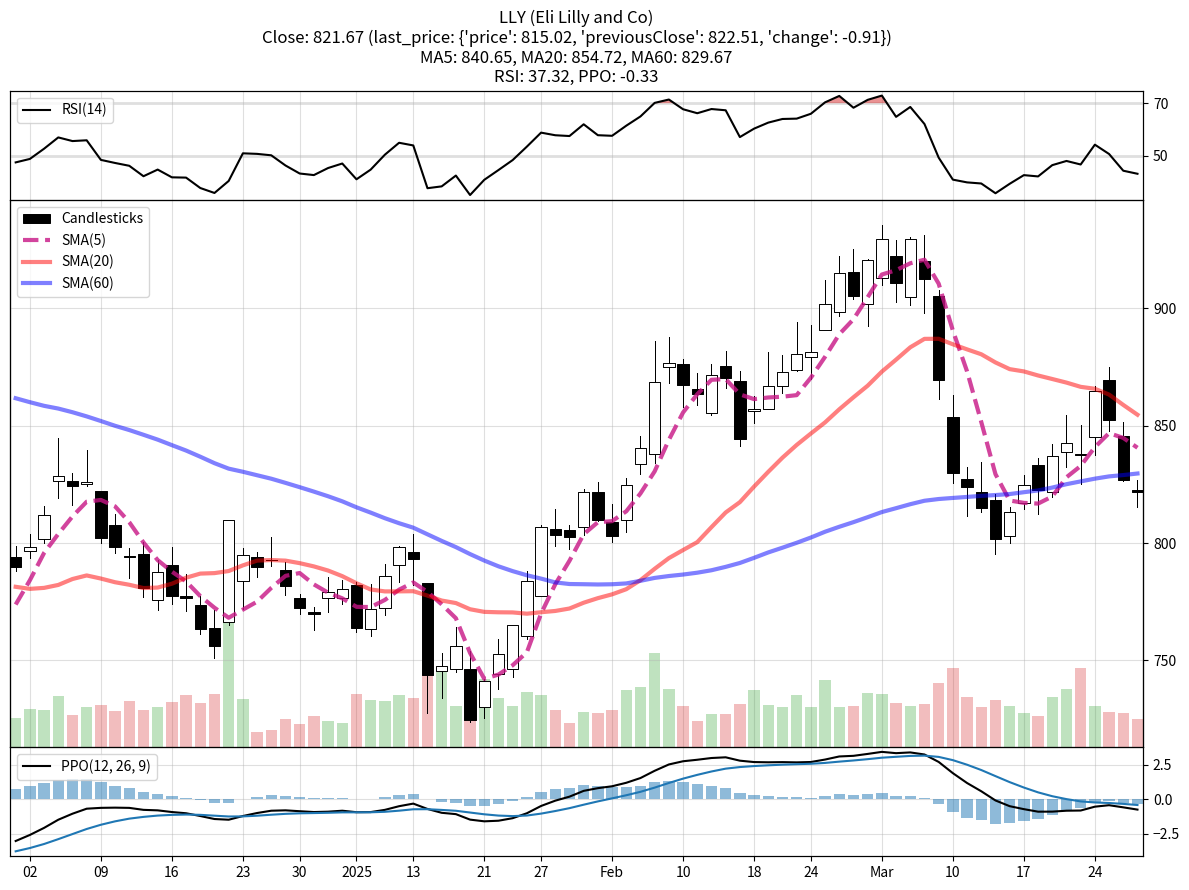 LLY (Eli Lilly and Co)
Close: 821.67 (last_price: {'price': 815.02, 'previousClose': 822.51, 'change': -0.91})
MA5: 840.65, MA20: 854.72, MA60: 829.67
RSI: 37.32, PPO: -0.33
RSI(14)
70
50
Candlesticks
SMA(5)
SMA(20)
SMA(60)
900
850
800
750
PPO(12, 26, 9)
2.5
0.0
−2.5
02 09 16 23 30 2025 13 21 27 Feb 10 18 24 Mar 10 17 24